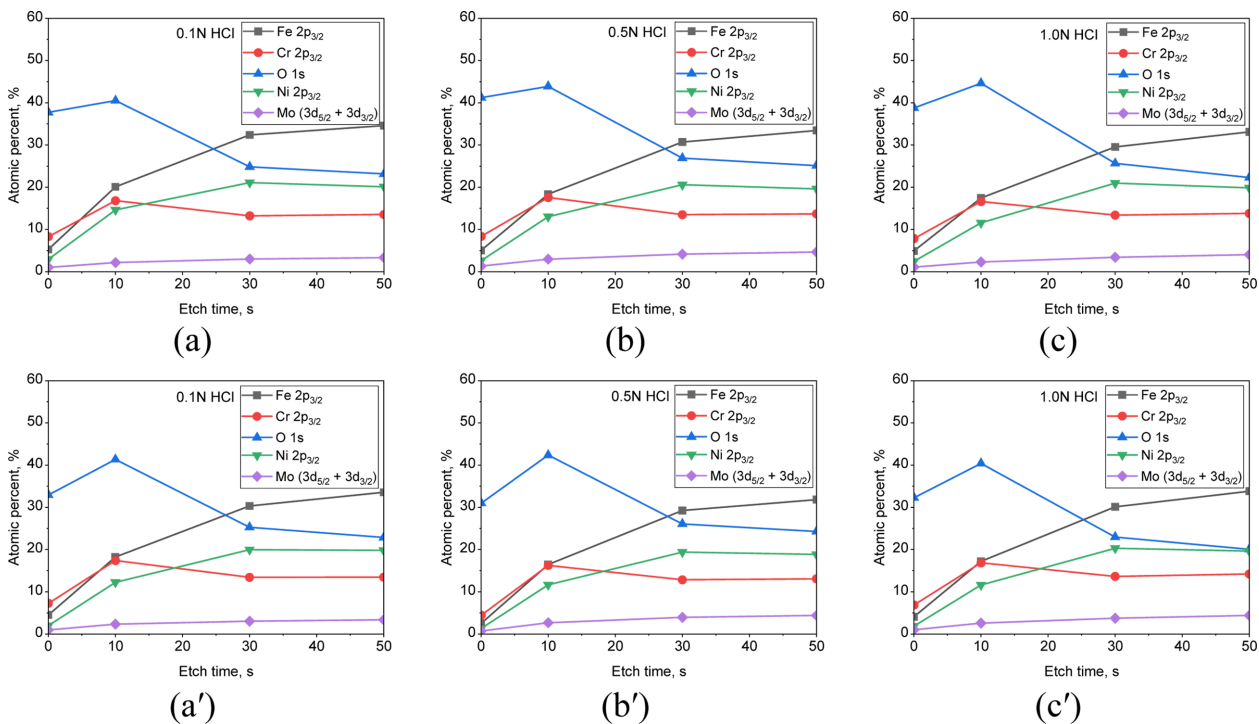 60
50
40
30
20
10
0
Atomic percent, %
0.1N HCl
Fe 2p3/2
Cr 2p3/2
O 1s
Ni 2p3/2
Mo (3d5/2 + 3d3/2)
0 10 20 30 40 50
Etch time, s
(a)
60
50
40
30
20
10
0
Atomic percent, %
0.5N HCl
Fe 2p3/2
Cr 2p3/2
O 1s
Ni 2p3/2
Mo (3d5/2 + 3d3/2)
0 10 20 30 40 50
Etch time, s
(b)
60
50
40
30
20
10
0
Atomic percent, %
1.0N HCl
Fe 2p3/2
Cr 2p3/2
O 1s
Ni 2p3/2
Mo (3d5/2 + 3d3/2)
0 10 20 30 40 50
Etch time, s
(c)
60
50
40
30
20
10
0
Atomic percent, %
0.1N HCl
Fe 2p3/2
Cr 2p3/2
O 1s
Ni 2p3/2
Mo (3d5/2 + 3d3/2)
0 10 20 30 40 50
Etch time, s
(a′)
60
50
40
30
20
10
0
Atomic percent, %
0.5N HCl
Fe 2p3/2
Cr 2p3/2
O 1s
Ni 2p3/2
Mo (3d5/2 + 3d3/2)
0 10 20 30 40 50
Etch time, s
(b′)
60
50
40
30
20
10
0
Atomic percent, %
1.0N HCl
Fe 2p3/2
Cr 2p3/2
O 1s
Ni 2p3/2
Mo (3d5/2 + 3d3/2)
0 10 20 30 40 50
Etch time, s
(c′)